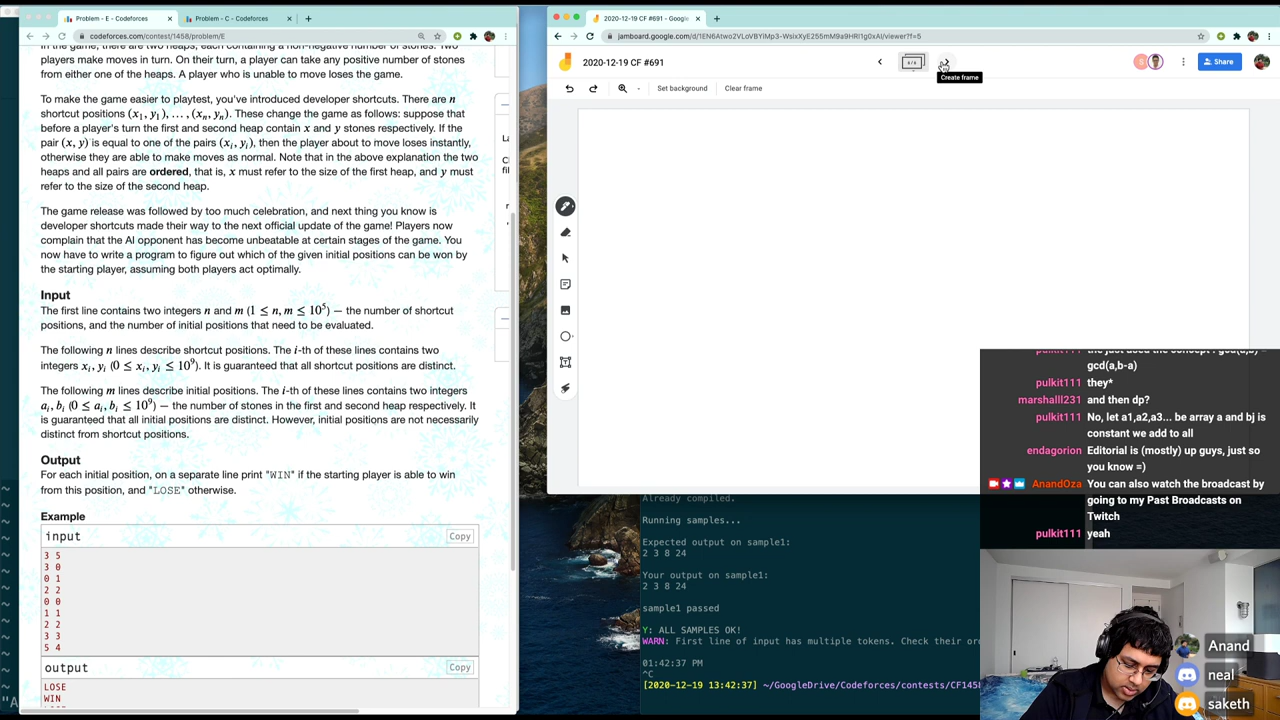 Problem - E - Codeforces
Problem - C - Codeforces
codeforces.com/contest/1458/problem/E
in the game, there are two heaps, each containing a non-negative number of stones. Two
players make moves in turn. On their turn, a player can take any positive number of stones
from either one of the heaps. A player who is unable to move loses the game.
To make the game easier to playtest, you've introduced developer shortcuts. There are n
shortcut positions (x1, y1), . . . , (xn, yn). These change the game as follows: suppose that
before a player's turn the first and second heap contain x and y stones respectively. If the
pair (x, y) is equal to one of the pairs (xi, yi), then the player about to move loses instantly,
otherwise they are able to make moves as normal. Note that in the above explanation the two
heaps and all pairs are ordered, that is, x must refer to the size of the first heap, and y must
refer to the size of the second heap.
The game release was followed by too much celebration, and next thing you know is
developer shortcuts made their way to the next official update of the game! Players now
complain that the AI opponent has become unbeatable at certain stages of the game. You
now have to write a program to figure out which of the given initial positions can be won by
the starting player, assuming both players act optimally.
Input
The first line contains two integers n and m (1 ≤ n, m ≤ 10^5) — the number of shortcut
positions, and the number of initial positions that need to be evaluated.
The following n lines describe shortcut positions. The i-th of these lines contains two
integers xi, yi (0 ≤ xi, yi ≤ 10^9). It is guaranteed that all shortcut positions are distinct.
The following m lines describe initial positions. The i-th of these lines contains two integers
ai, bi (0 ≤ ai, bi ≤ 10^9) — the number of stones in the first and second heap respectively. It
is guaranteed that all initial positions are distinct. However, initial positions are not necessarily
distinct from shortcut positions.
Output
For each initial position, on a separate line print "WIN" if the starting player is able to win
from this position, and "LOSE" otherwise.
Example
input
Copy
3 5
3 0
0 1
2 2
0 0
1 1
2 2
3 3
5 4
output
Copy
LOSE
WIN
2020-12-19 CF #691 - Google
2020-12-19 CF #691
Share
Create frame
Set background
Clear frame
Already compiled.
Running samples...
Expected output on sample1:
2 3 8 24
Your output on sample1:
2 3 8 24
sample1 passed
Y: ALL SAMPLES OK!
WARN: First line of input has multiple tokens. Check their ord
01:42:37 PM
^C
[2020-12-19 13:42:37] ~/GoogleDrive/Codeforces/contests/CF1458
pulkit111 the just used the concept : gcd(a,b) =
gcd(a,b-a)
pulkit111 they*
marshalll231 and then dp?
pulkit111 No, let a1,a2,a3... be array a and bj is
constant we add to all
endagorion Editorial is (mostly) up guys, just so
you know =)
AnandOza You can also watch the broadcast by
going to my Past Broadcasts on
Twitch
pulkit111 yeah
Anand
neal
saketh